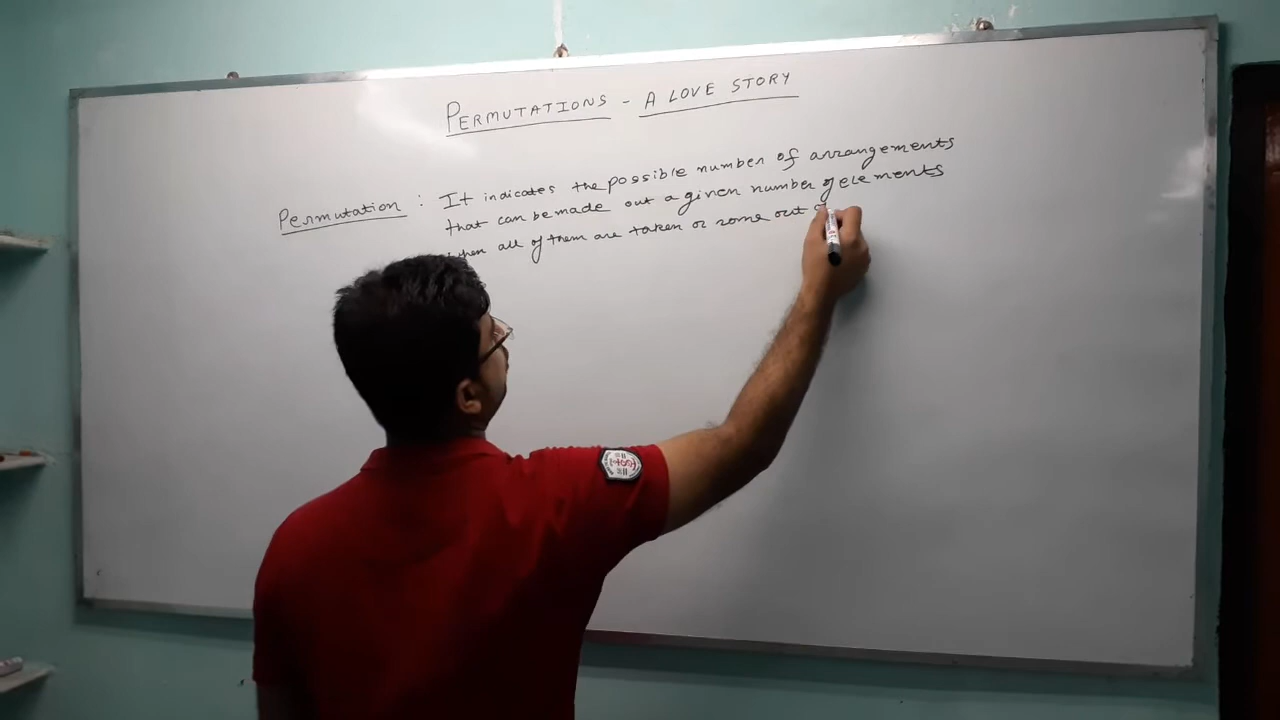 PERMUTATIONS - A LOVE STORY
Permutation : It indicates the possible number of arrangements
that can be made out a given number of elements
when all of them are taken or some out